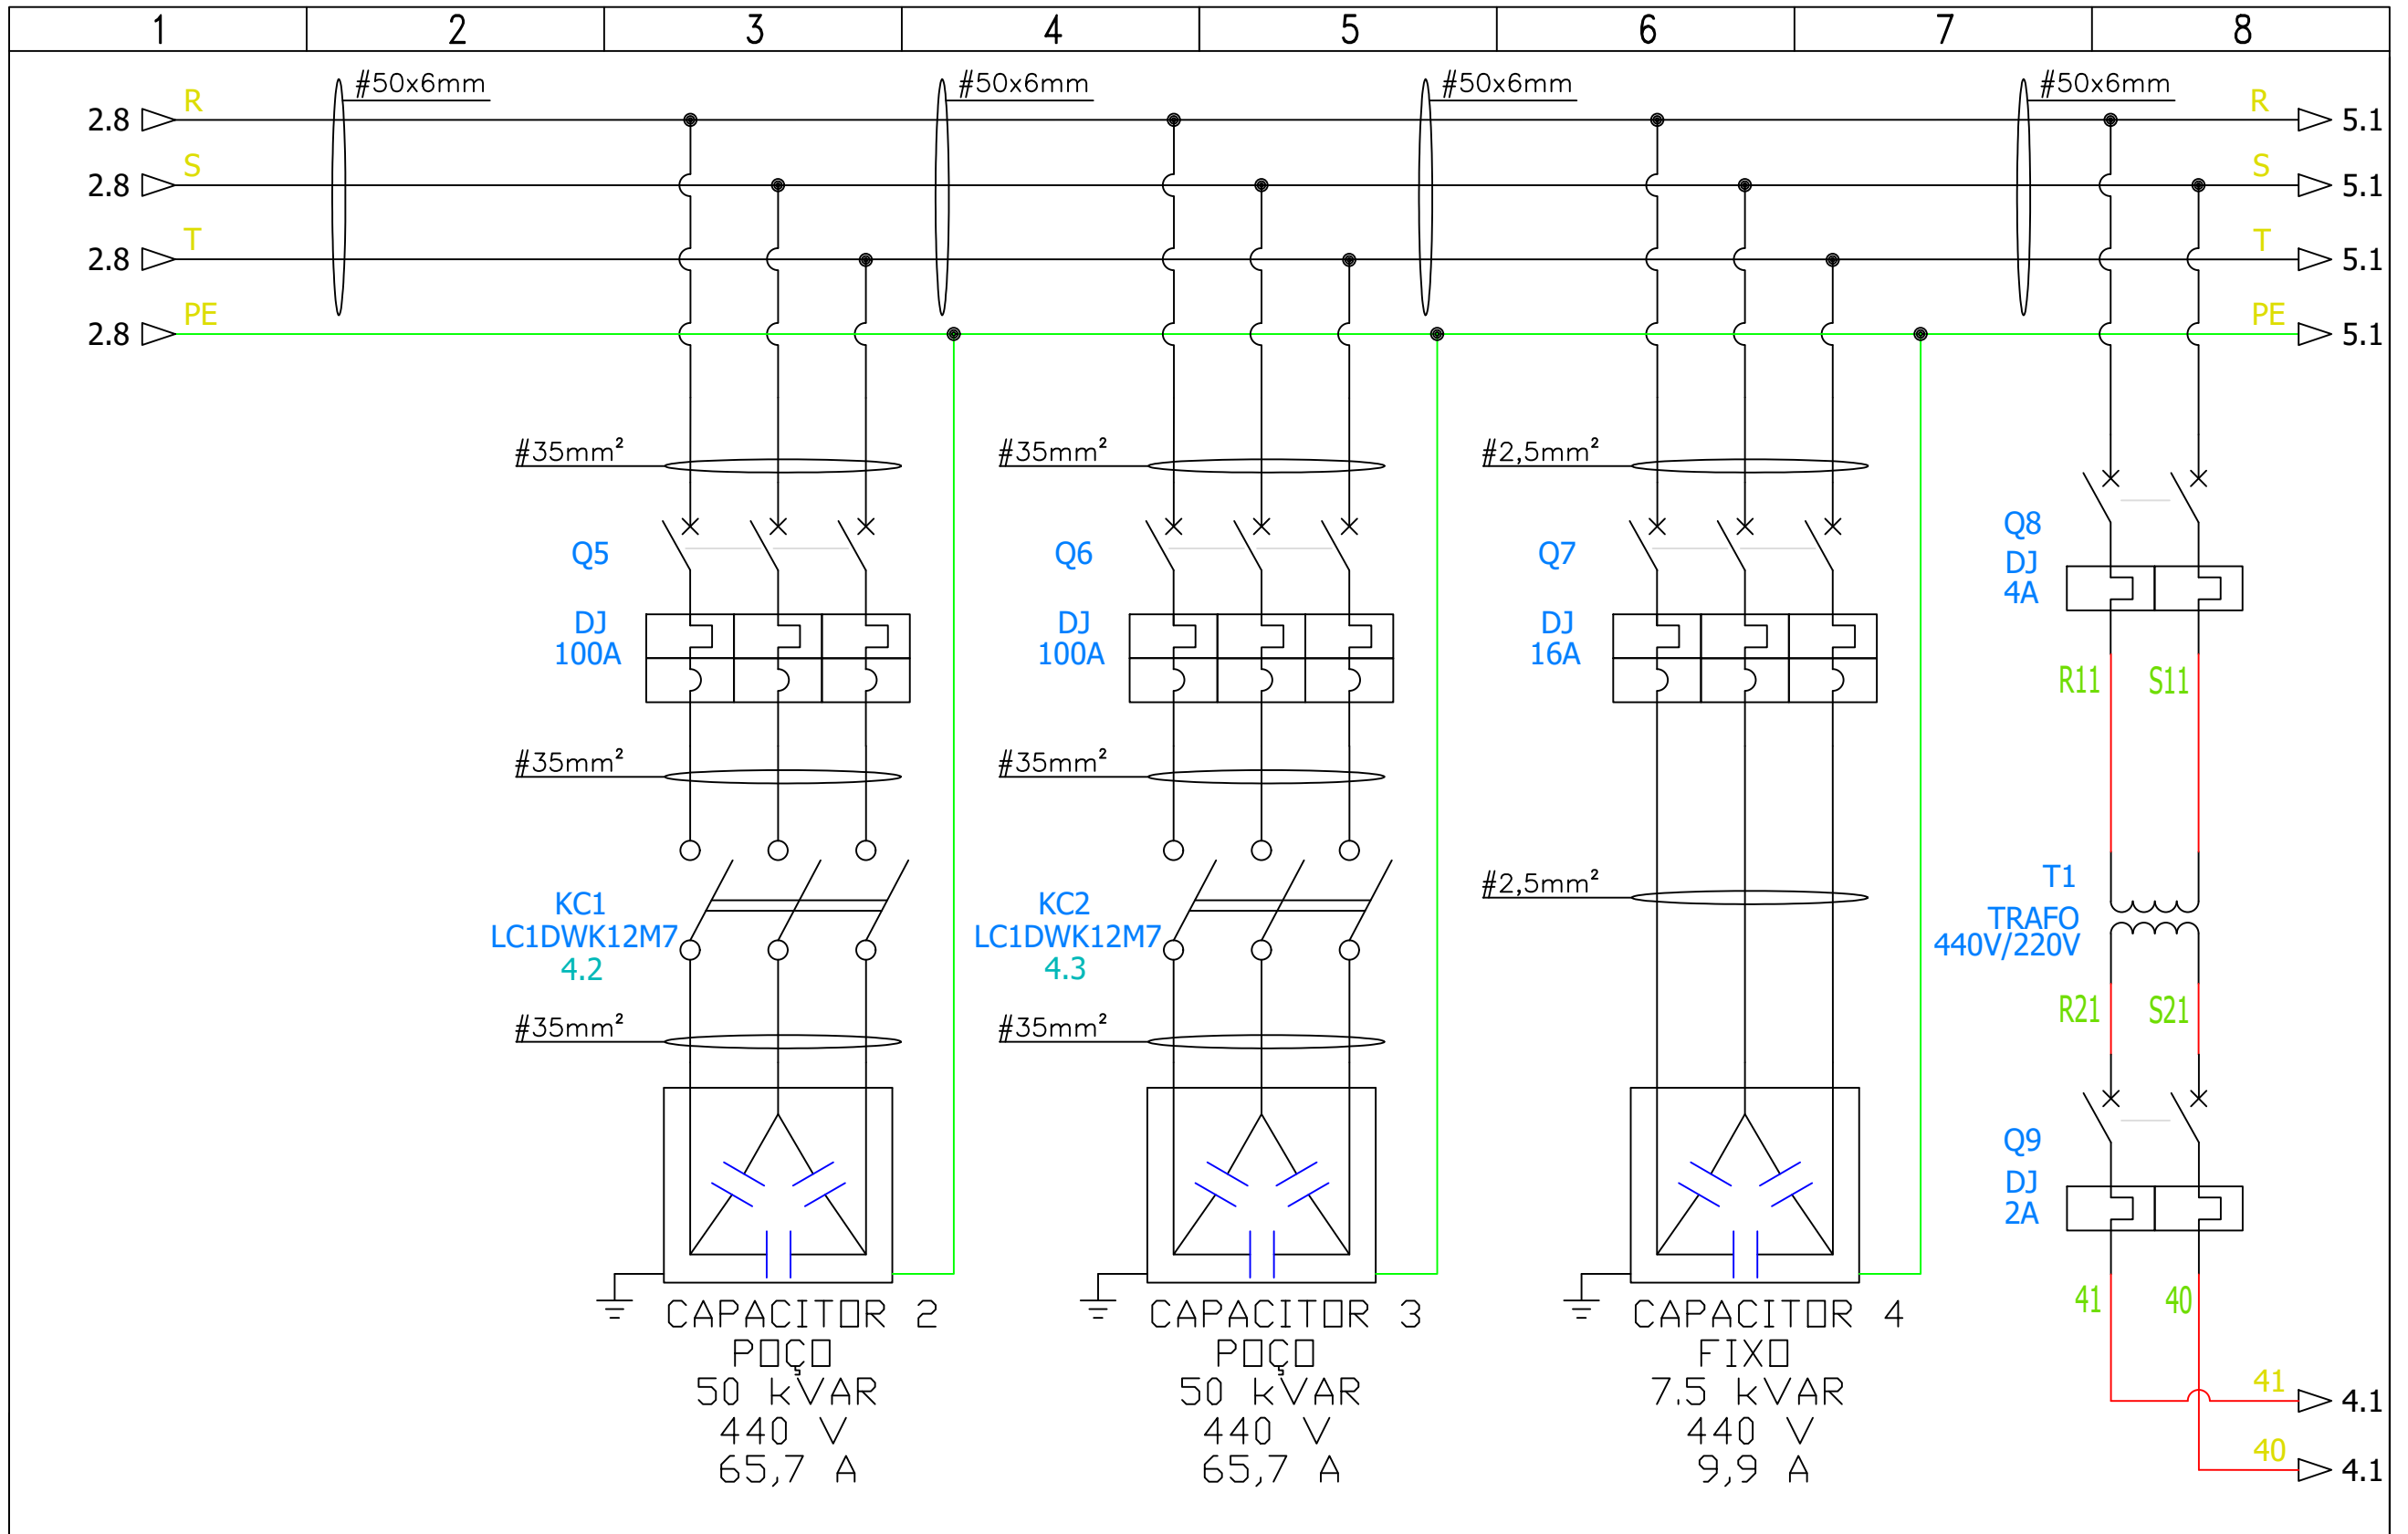 1 2 3 4 5 6 7 8
#50x6mm #50x6mm #50x6mm #50x6mm
2.8 R R 5.1
2.8 S S 5.1
2.8 T T 5.1
2.8 PE PE 5.1
#35mm² #35mm² #2,5mm²
Q5 Q6 Q7 Q8
DJ
4A
DJ DJ DJ
100A 100A 16A
R11 S11
#35mm² #35mm²
#2,5mm²
T1
TRAFO
440V/220V
KC1 KC2
LC1DWK12M7 LC1DWK12M7
4.2 4.3
R21 S21
#35mm² #35mm²
Q9
DJ
2A
41 40
CAPACITOR 2 CAPACITOR 3 CAPACITOR 4
POÇO POÇO FIXO
50 kVAR 50 kVAR 7.5 kVAR
440 V 440 V 440 V
65,7 A 65,7 A 9,9 A
41 4.1
40 4.1